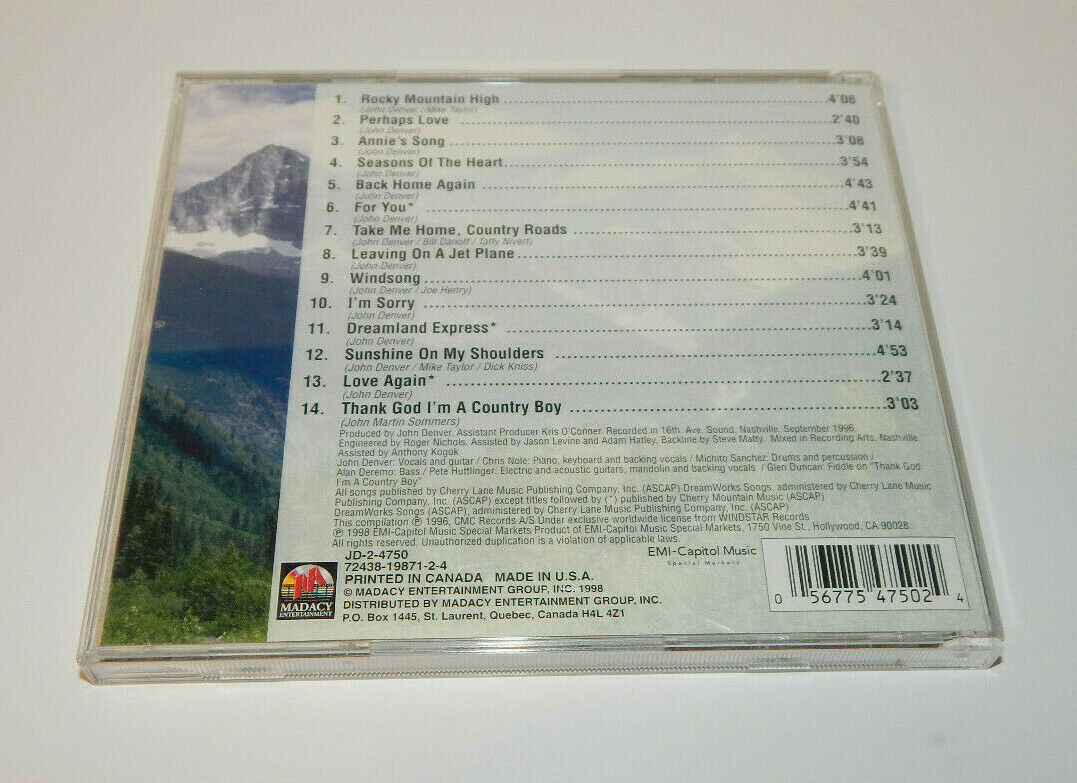 1. Rocky Mountain High 4'08
(John Denver / Mike Taylor)
2. Perhaps Love 2'40
(John Denver)
3. Annie's Song 3'08
(John Denver)
4. Seasons Of The Heart 3'54
(John Denver)
5. Back Home Again 4'43
(John Denver)
6. For You* 4'41
(John Denver)
7. Take Me Home, Country Roads 3'13
(John Denver / Bill Danoff / Taffy Nivert)
8. Leaving On A Jet Plane 3'39
(John Denver)
9. Windsong 4'01
(John Denver / Joe Henry)
10. I'm Sorry 3'24
(John Denver)
11. Dreamland Express* 3'14
(John Denver)
12. Sunshine On My Shoulders 4'53
(John Denver / Mike Taylor / Dick Kniss)
13. Love Again* 2'37
(John Denver)
14. Thank God I'm A Country Boy 3'03
(John Martin Sommers)
Produced by John Denver, Assistant Producer Kris O'Conner. Recorded in 16th. Ave. Sound, Nashville, September 1996
Engineered by Roger Nichols, Assisted by Jason Levine and Adam Hatley, Backline by Steve Matty. Mixed in Recording Arts, Nashville.
Assisted by Anthony Kogok
John Denver: Vocals and guitar / Chris Nole: Piano, keyboard and backing vocals / Michito Sanchez: Drums and percussion /
Alan Deremo: Bass / Pete Huttlinger: Electric and acoustic guitars, mandolin and backing vocals / Glen Duncan: Fiddle on "Thank God
I'm A Country Boy"
All songs published by Cherry Lane Music Publishing Company, Inc. (ASCAP) DreamWorks Songs, administered by Cherry Lane Music
Publishing Company, Inc. (ASCAP) except titles followed by (*) published by Cherry Mountain Music (ASCAP)
DreamWorks Songs (ASCAP), administered by Cherry Lane Music Publishing Company, Inc. (ASCAP)
This compilation ℗ 1996, CMC Records A/S Under exclusive worldwide license from WINDSTAR Records
℗ 1998 EMI-Capitol Music Special Markets Product of EMI-Capitol Music Special Markets, 1750 Vine St., Hollywood, CA 90028.
All rights reserved. Unauthorized duplication is a violation of applicable laws.
JD-2-4750
72438-19871-2-4
PRINTED IN CANADA MADE IN U.S.A.
© MADACY ENTERTAINMENT GROUP, INC. 1998
DISTRIBUTED BY MADACY ENTERTAINMENT GROUP, INC.
P.O. Box 1445, St. Laurent, Quebec, Canada H4L 4Z1
MADACY
ENTERTAINMENT
EMI-Capitol Music
Special Markets
0 56775 47502 4